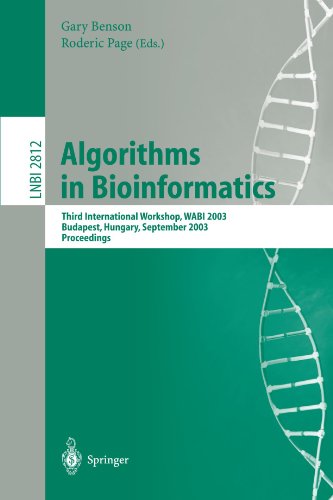 Gary Benson
Roderic Page (Eds.)
LNBI 2812
Algorithms
in Bioinformatics
Third International Workshop, WABI 2003
Budapest, Hungary, September 2003
Proceedings
Springer